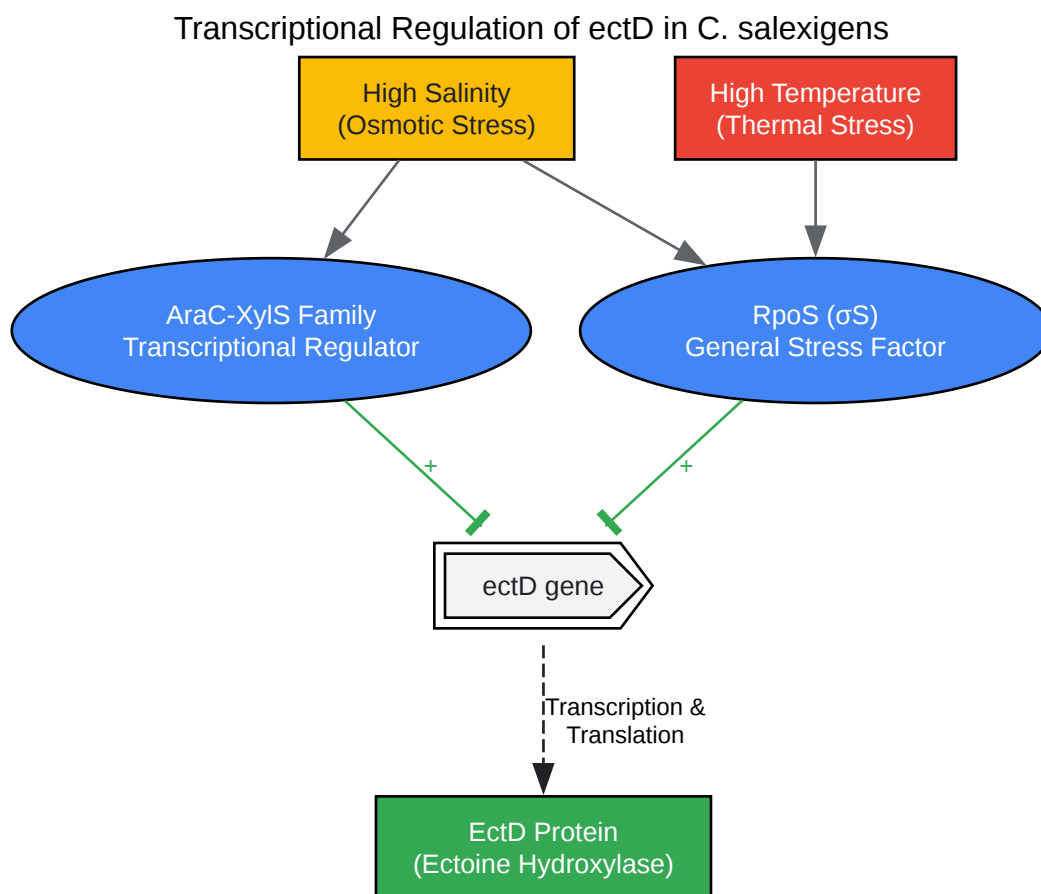 Transcriptional Regulation of ectD in C. salexigens
High Salinity
(Osmotic Stress)
High Temperature
(Thermal Stress)
AraC-XylS Family
Transcriptional Regulator
RpoS (σS)
General Stress Factor
+
+
ectD gene
Transcription &
Translation
EctD Protein
(Ectoine Hydroxylase)